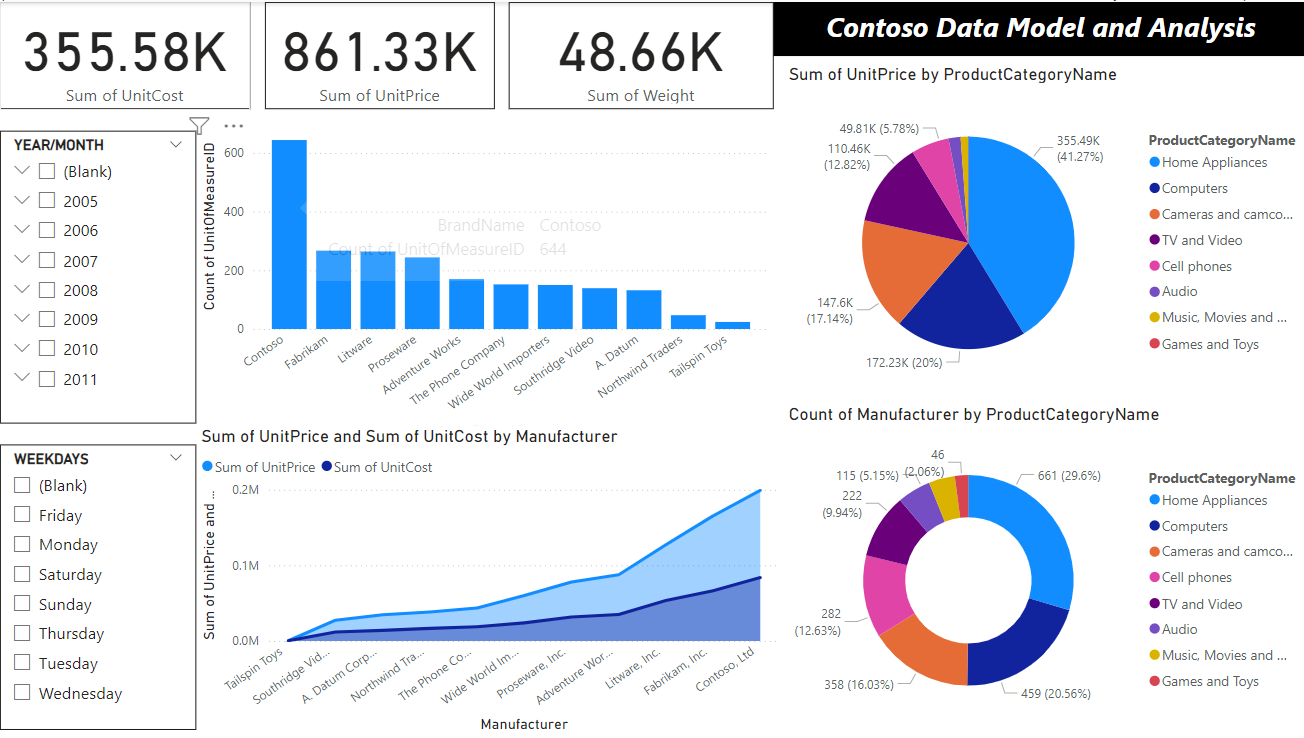 355.58K
Sum of UnitCost
861.33K
Sum of UnitPrice
48.66K
Sum of Weight
Contoso Data Model and Analysis
YEAR/MONTH
(Blank)
2005
2006
2007
2008
2009
2010
2011
WEEKDAYS
(Blank)
Friday
Monday
Saturday
Sunday
Thursday
Tuesday
Wednesday
Count of UnitOfMeasureID
600
400
200
0
BrandName Contoso
Count of UnitOfMeasureID 644
Contoso
Fabrikam
Litware
Proseware
Adventure Works
The Phone Company
Wide World Importers
Southridge Video
A. Datum
Northwind Traders
Tailspin Toys
Sum of UnitPrice and Sum of UnitCost by Manufacturer
Sum of UnitPrice
Sum of UnitCost
Sum of UnitPrice and ...
0.2M
0.1M
0.0M
Tailspin Toys
Southridge Vid...
A. Datum Corp...
Northwind Tra...
The Phone Co...
Wide World Im...
Proseware, Inc.
Adventure Wor...
Litware, Inc.
Fabrikam, Inc.
Contoso, Ltd
Manufacturer
Sum of UnitPrice by ProductCategoryName
49.81K (5.78%)
110.46K
(12.82%)
147.6K
(17.14%)
172.23K (20%)
355.49K
(41.27%)
ProductCategoryName
Home Appliances
Computers
Cameras and camco...
TV and Video
Cell phones
Audio
Music, Movies and ...
Games and Toys
Count of Manufacturer by ProductCategoryName
46
(2.06%)
115 (5.15%)
222
(9.94%)
282
(12.63%)
358 (16.03%)
459 (20.56%)
661 (29.6%)
ProductCategoryName
Home Appliances
Computers
Cameras and camco...
Cell phones
TV and Video
Audio
Music, Movies and ...
Games and Toys